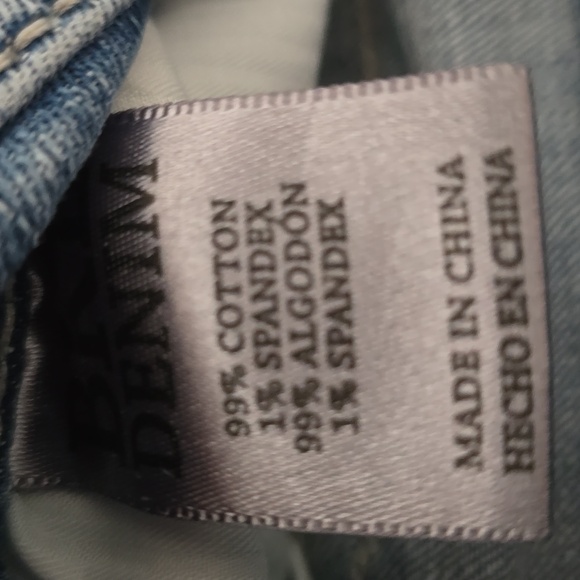 DENIM
99% COTTON
1% SPANDEX
99% ALGODÓN
1% SPANDEX
MADE IN CHINA
HECHO EN CHINA